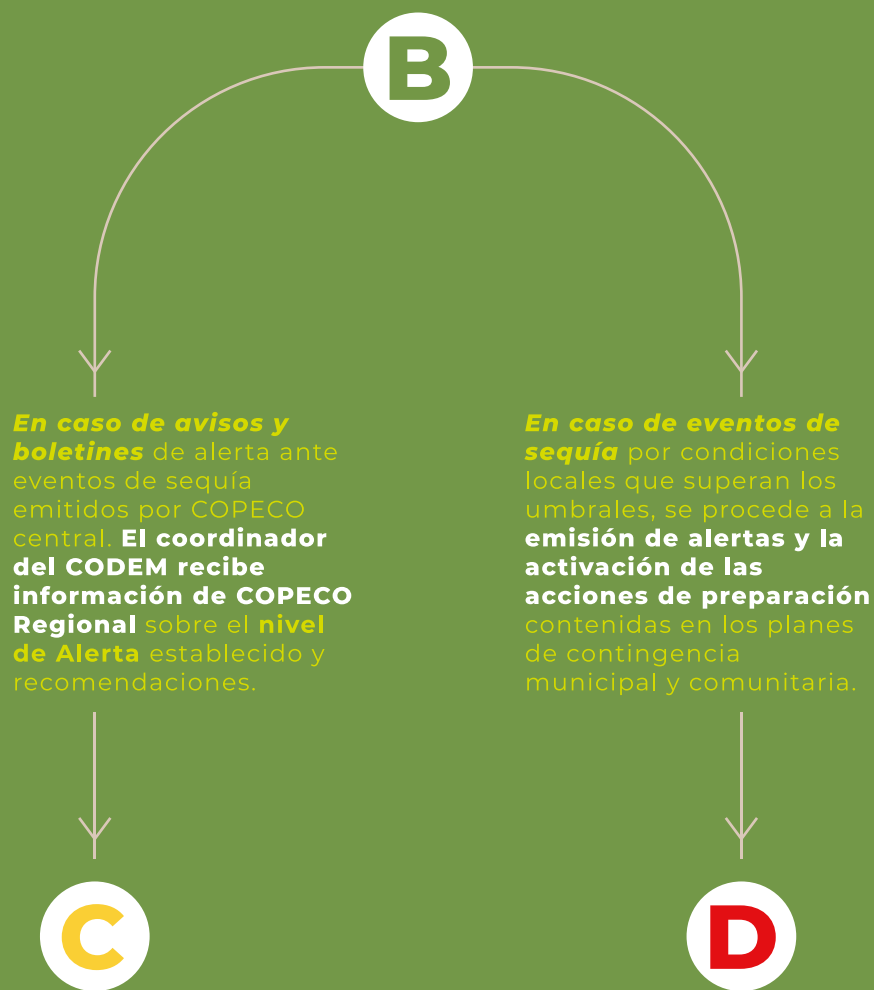 B
En caso de avisos y
boletines de alerta ante
eventos de sequía
emitidos por COPECO
central. El coordinador
del CODEM recibe
información de COPECO
Regional sobre el nivel
de Alerta establecido y
recomendaciones.
C
En caso de eventos de
sequía por condiciones
locales que superan los
umbrales, se procede a la
emisión de alertas y la
activación de las
acciones de preparación
contenidas en los planes
de contingencia
municipal y comunitaria.
D